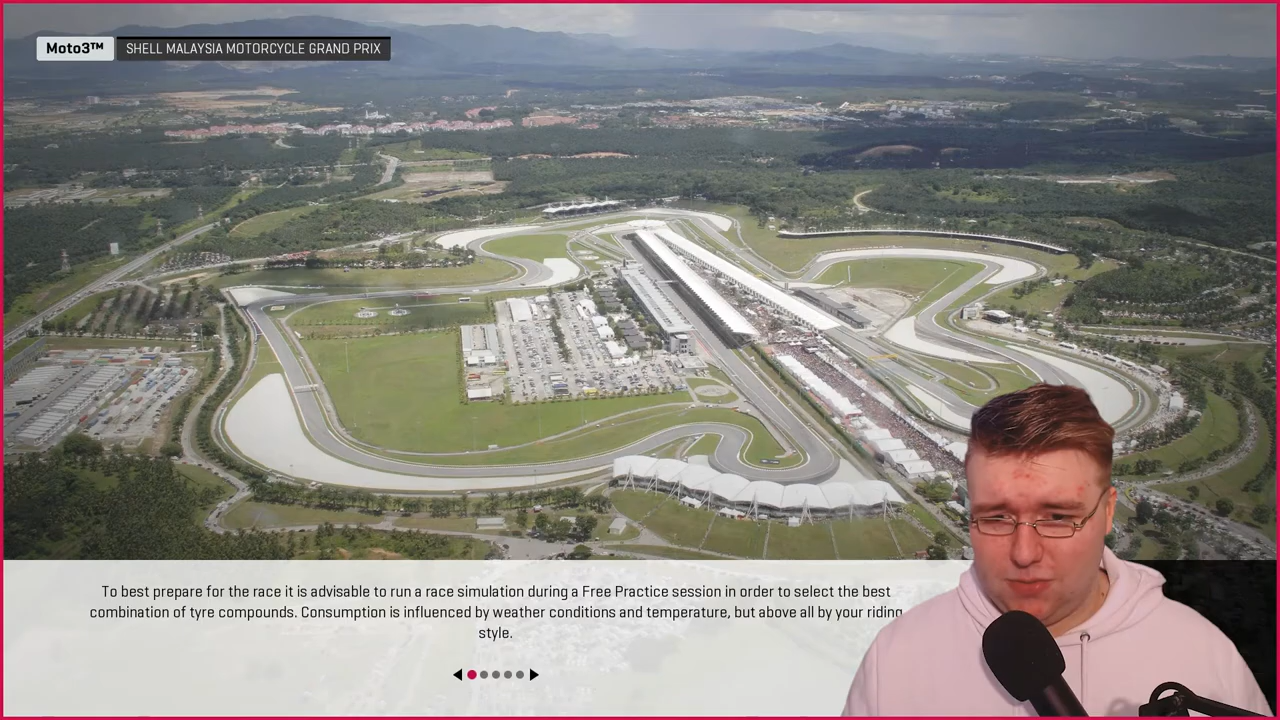 Moto3™ SHELL MALAYSIA MOTORCYCLE GRAND PRIX
To best prepare for the race it is advisable to run a race simulation during a Free Practice session in order to select the best
combination of tyre compounds. Consumption is influenced by weather conditions and temperature, but above all by your riding
style.